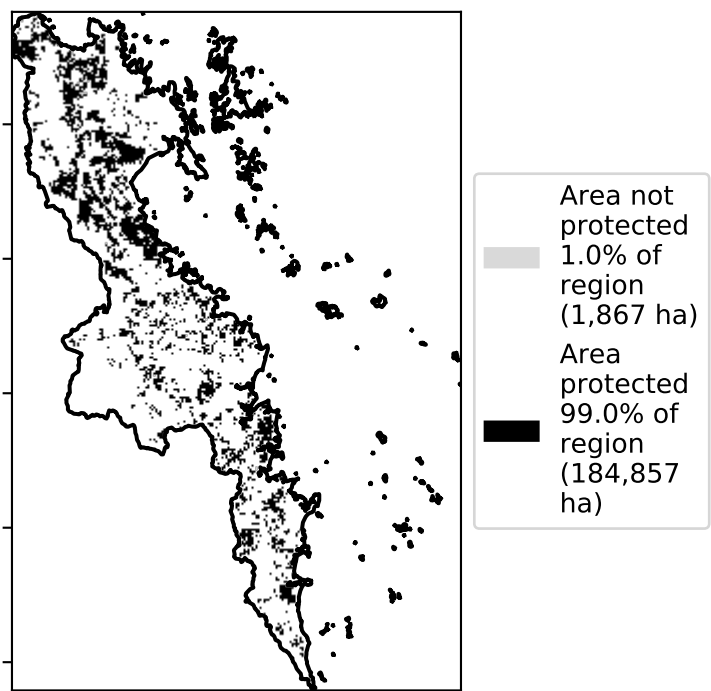 Area not
protected
1.0% of
region
(1,867 ha)
Area
protected
99.0% of
region
(184,857
ha)